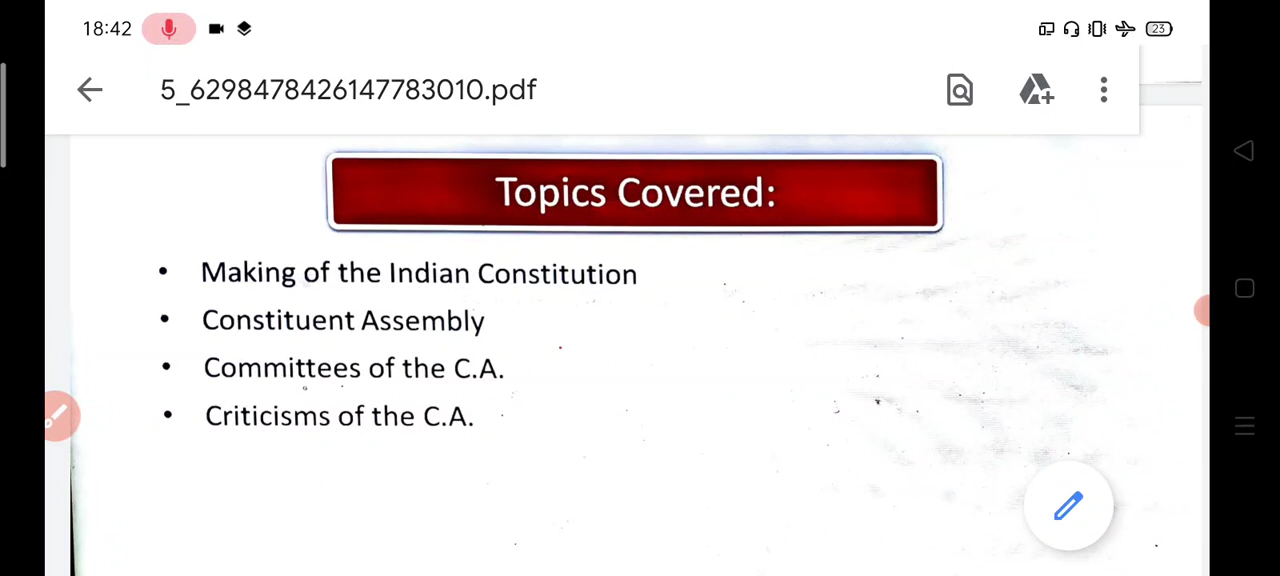 18:42
23
5_6298478426147783010.pdf
Topics Covered:
• Making of the Indian Constitution
• Constituent Assembly
• Committees of the C.A.
• Criticisms of the C.A.